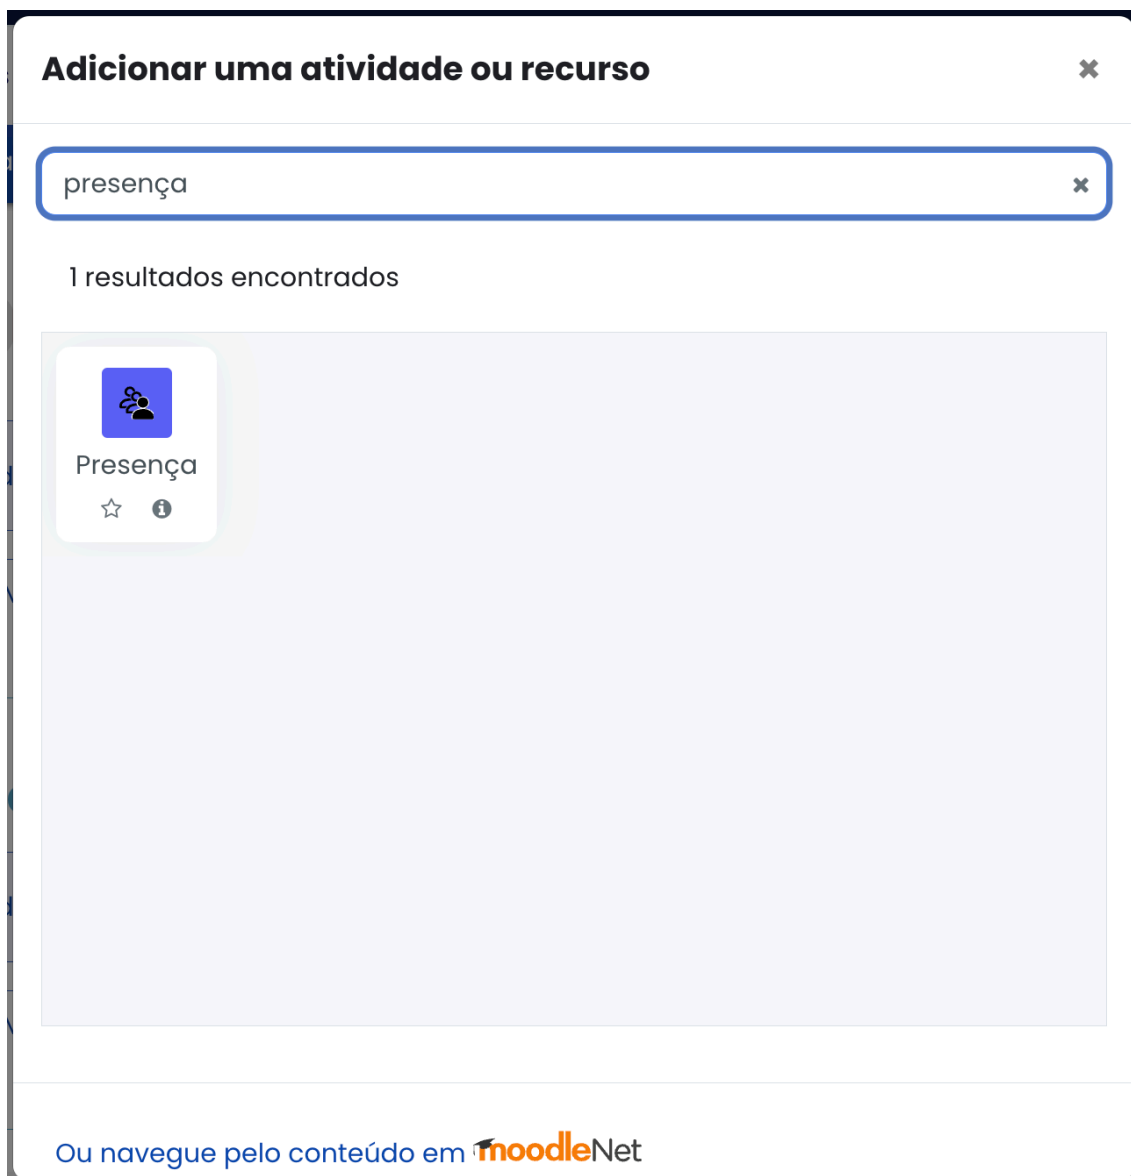 Adicionar uma atividade ou recurso
presença
1 resultados encontrados
Presença
Ou navegue pelo conteúdo em moodleNet